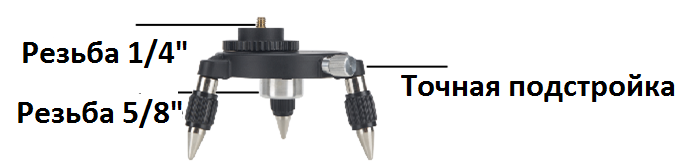 Резьба 1/4"
Точная подстройка
Резьба 5/8"